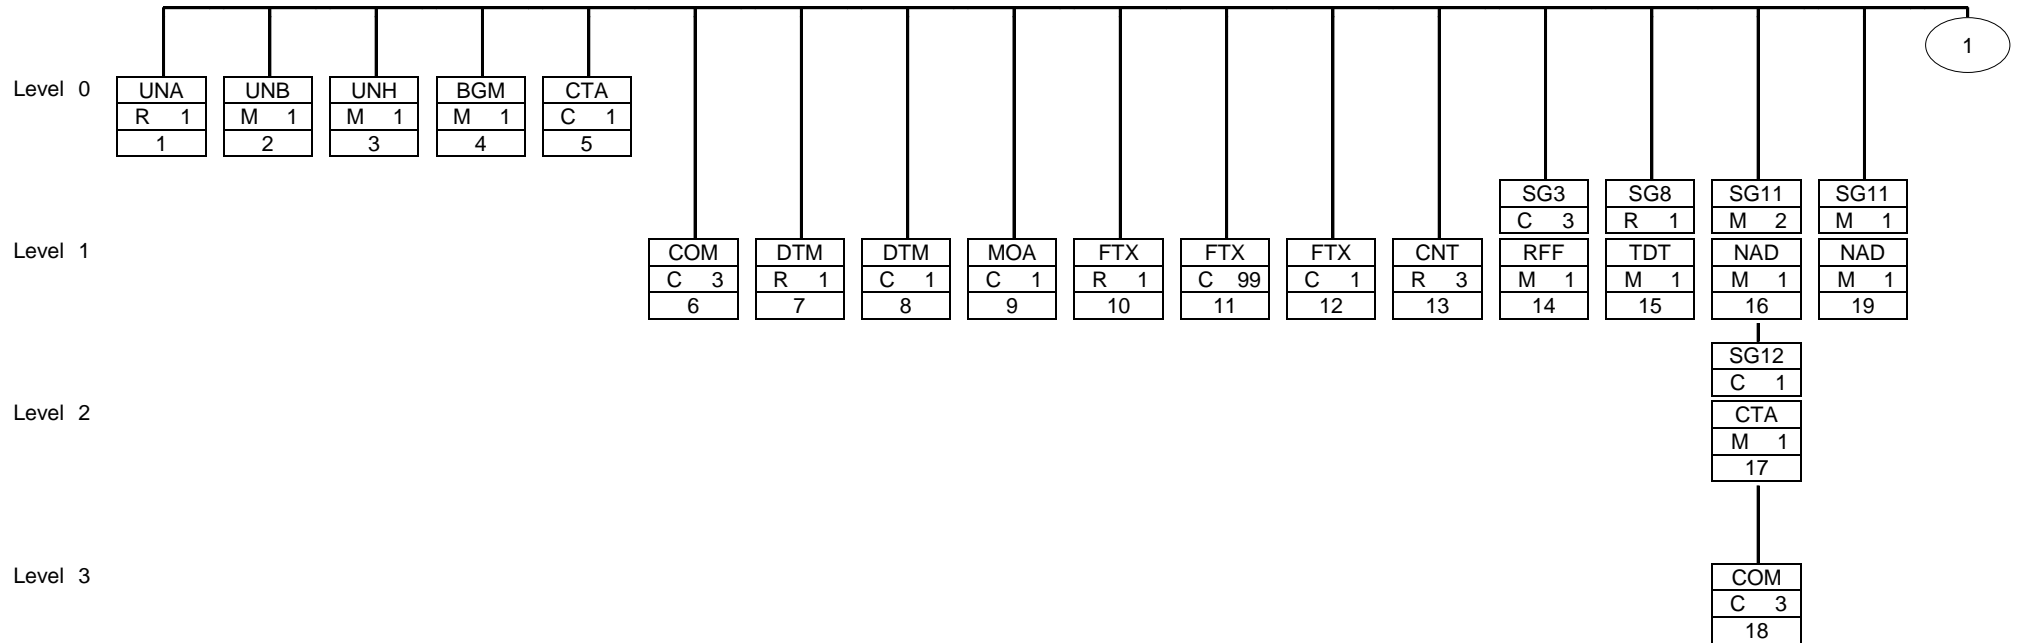 1
Level 0
UNA UNB UNH BGM CTA
R 1 M 1 M 1 M 1 C 1
1 2 3 4 5
SG3 SG8 SG11 SG11
C 3 R 1 M 2 M 1
Level 1
COM DTM DTM MOA FTX FTX FTX CNT RFF TDT NAD NAD
C 3 R 1 C 1 C 1 R 1 C 99 C 1 R 3 M 1 M 1 M 1 M 1
6 7 8 9 10 11 12 13 14 15 16 19
SG12
C 1
Level 2
CTA
M 1
17
Level 3
COM
C 3
18